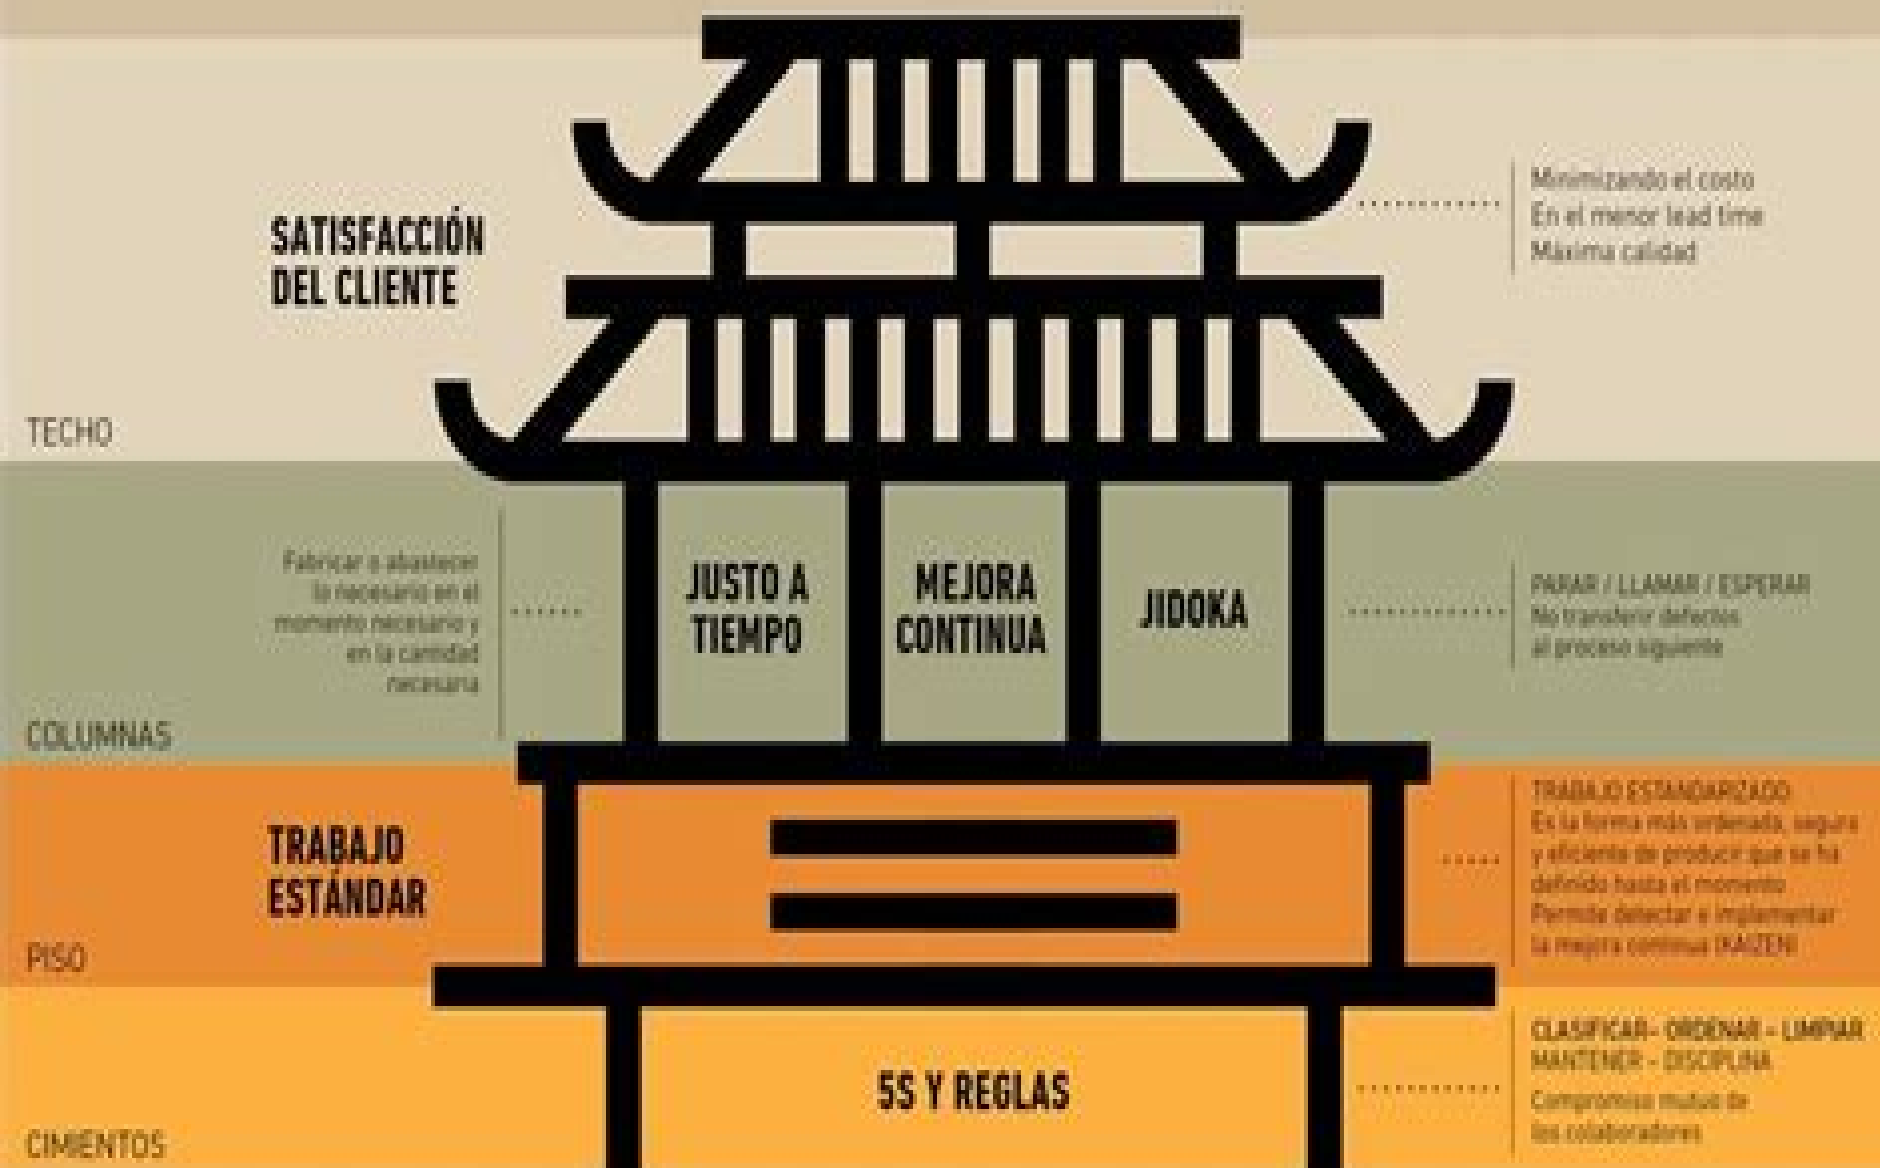 SATISFACCIÓN
DEL CLIENTE
Minimizando el costo
En el menor lead time
Máxima calidad
TECHO
Fabricar o abastecer
lo necesario en el
momento necesario y
en la cantidad
necesaria
JUSTO A
TIEMPO
MEJORA
CONTINUA
JIDOKA
PARAR / LLAMAR / ESPERAR
No transferir defectos
al proceso siguiente
COLUMNAS
TRABAJO
ESTÁNDAR
TRABAJO ESTANDARIZADO
Es la forma más ordenada, segura
y eficiente de producir que se ha
definido hasta el momento
Permite detectar e implementar
la mejora continua (KAIZEN)
PISO
5S Y REGLAS
CLASIFICAR- ORDENAR - LIMPIAR
MANTENER - DISCIPLINA
Compromiso mutuo de
los colaboradores
CIMIENTOS